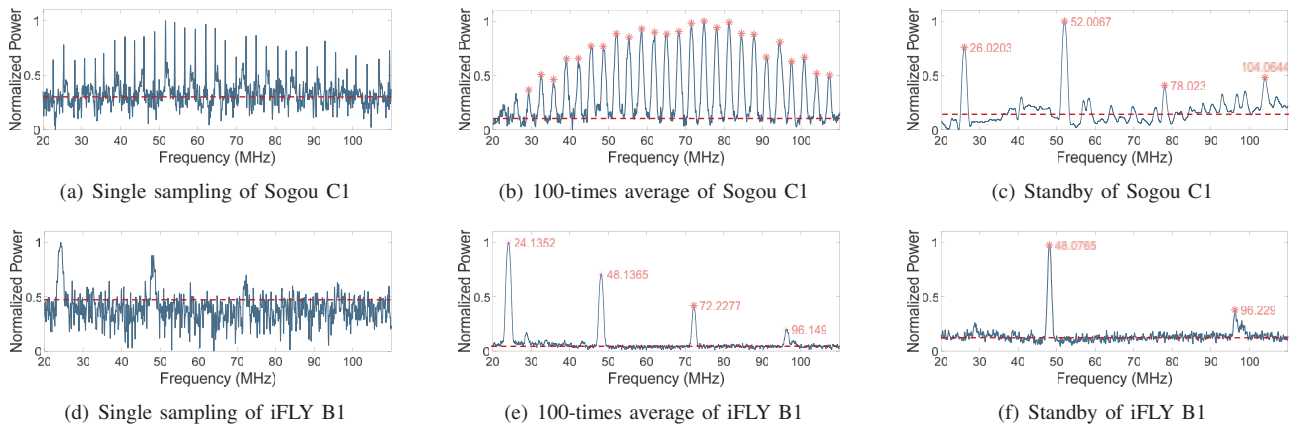 Normalized Power
1
0.5
0
20 30 40 50 60 70 80 90 100
Frequency (MHz)
(a) Single sampling of Sogou C1
Normalized Power
1
0.5
0
20 30 40 50 60 70 80 90 100
Frequency (MHz)
(b) 100-times average of Sogou C1
Normalized Power
1
0.5
0
26.0203
52.0067
78.023
104.0644
20 30 40 50 60 70 80 90 100
Frequency (MHz)
(c) Standby of Sogou C1
Normalized Power
1
0.5
0
20 30 40 50 60 70 80 90 100
Frequency (MHz)
(d) Single sampling of iFLY B1
Normalized Power
1
0.5
0
24.1352
48.1365
72.2277
96.149
20 30 40 50 60 70 80 90 100
Frequency (MHz)
(e) 100-times average of iFLY B1
Normalized Power
1
0.5
0
48.0765
96.229
20 30 40 50 60 70 80 90 100
Frequency (MHz)
(f) Standby of iFLY B1